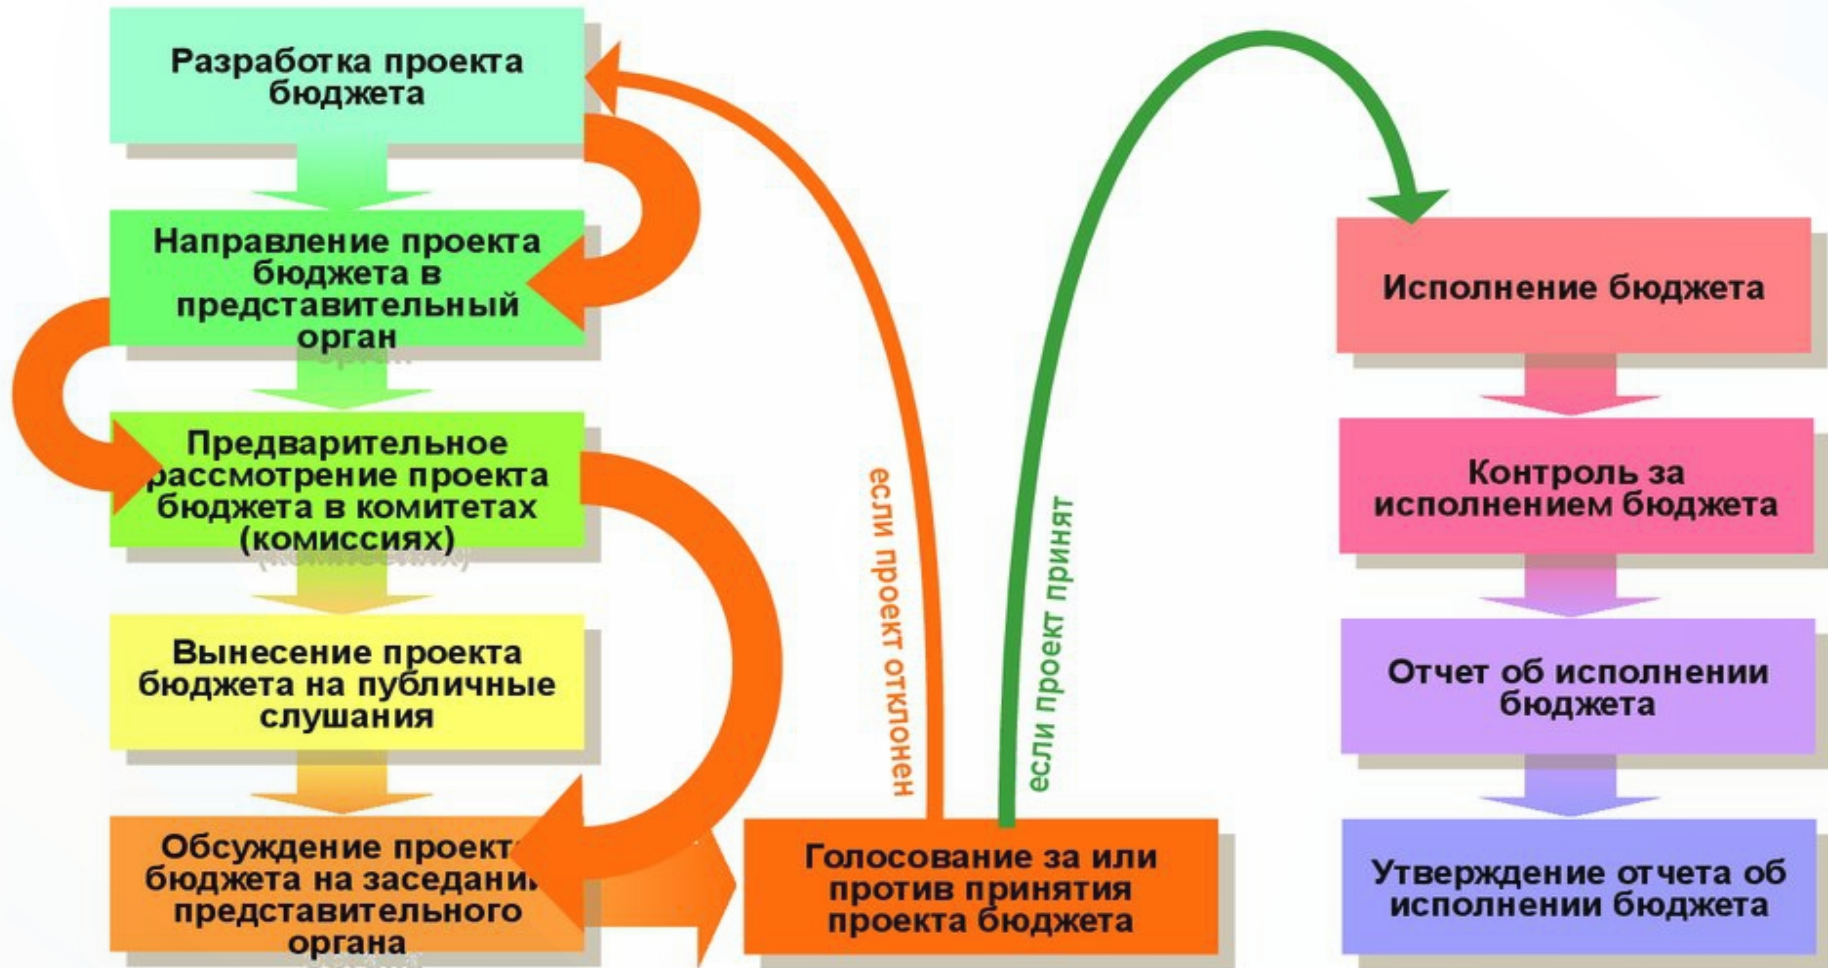 Разработка проекта
бюджета
Направление проекта
бюджета в
представительный
орган
Предварительное
рассмотрение проекта
бюджета в комитетах
(комиссиях)
Вынесение проекта
бюджета на публичные
слушания
Обсуждение проекта
бюджета на заседании
представительного
органа
если проект отклонен
если проект принят
Голосование за или
против принятия
проекта бюджета
Исполнение бюджета
Контроль за
исполнением бюджета
Отчет об исполнении
бюджета
Утверждение отчета об
исполнении бюджета